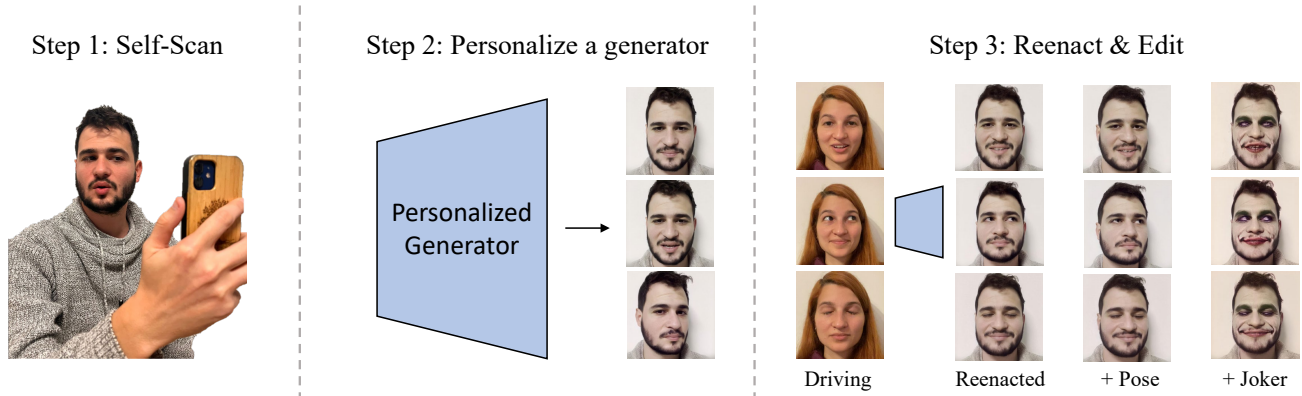 Step 1: Self-Scan
Step 2: Personalize a generator
Step 3: Reenact & Edit
Personalized
Generator
Driving
Reenacted
+ Pose
+ Joker